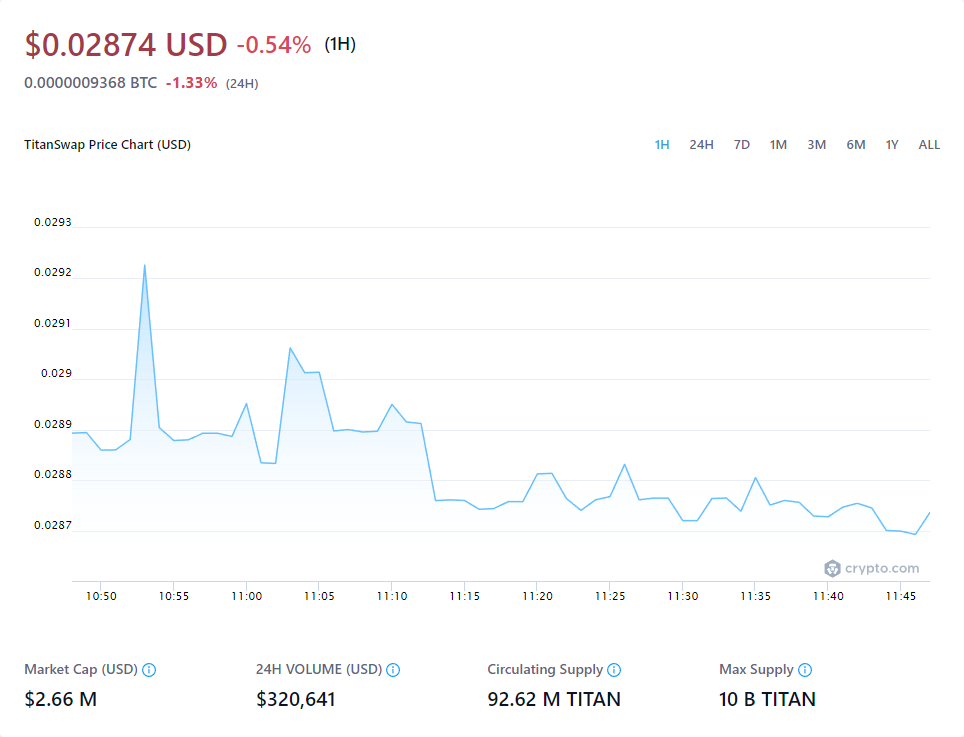 $0.02874 USD -0.54% (1H)
0.0000009368 BTC -1.33% (24H)
TitanSwap Price Chart (USD) 1H 24H 7D 1M 3M 6M 1Y ALL
0.0293
0.0292
0.0291
0.029
0.0289
0.0288
0.0287
crypto.com
10:50 10:55 11:00 11:05 11:10 11:15 11:20 11:25 11:30 11:35 11:40 11:45
Market Cap (USD) 24H VOLUME (USD) Circulating Supply Max Supply
$2.66 M $320,641 92.62 M TITAN 10 B TITAN